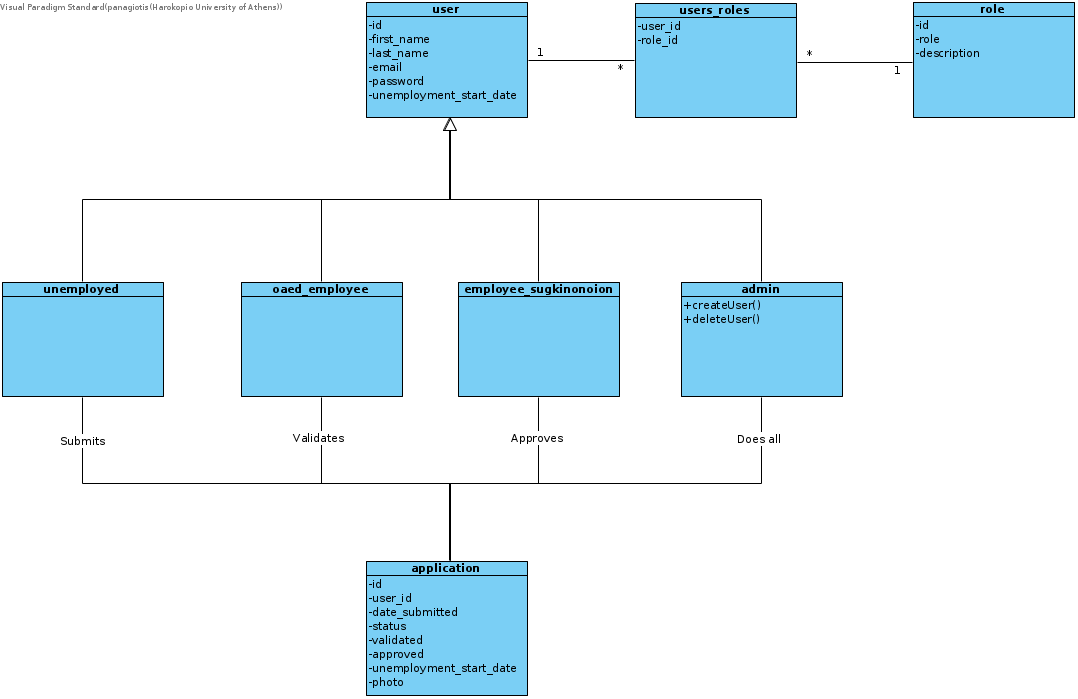 Visual Paradigm Standard(panagiotis(Harokopio University of Athens))
user
-id
-first_name
-last_name
-email
-password
-unemployment_start_date
1
*
users_roles
-user_id
-role_id
*
1
role
-id
-role
-description
unemployed
oaed_employee
employee_sugkinonoion
admin
+createUser()
+deleteUser()
Submits
Validates
Approves
Does all
application
-id
-user_id
-date_submitted
-status
-validated
-approved
-unemployment_start_date
-photo